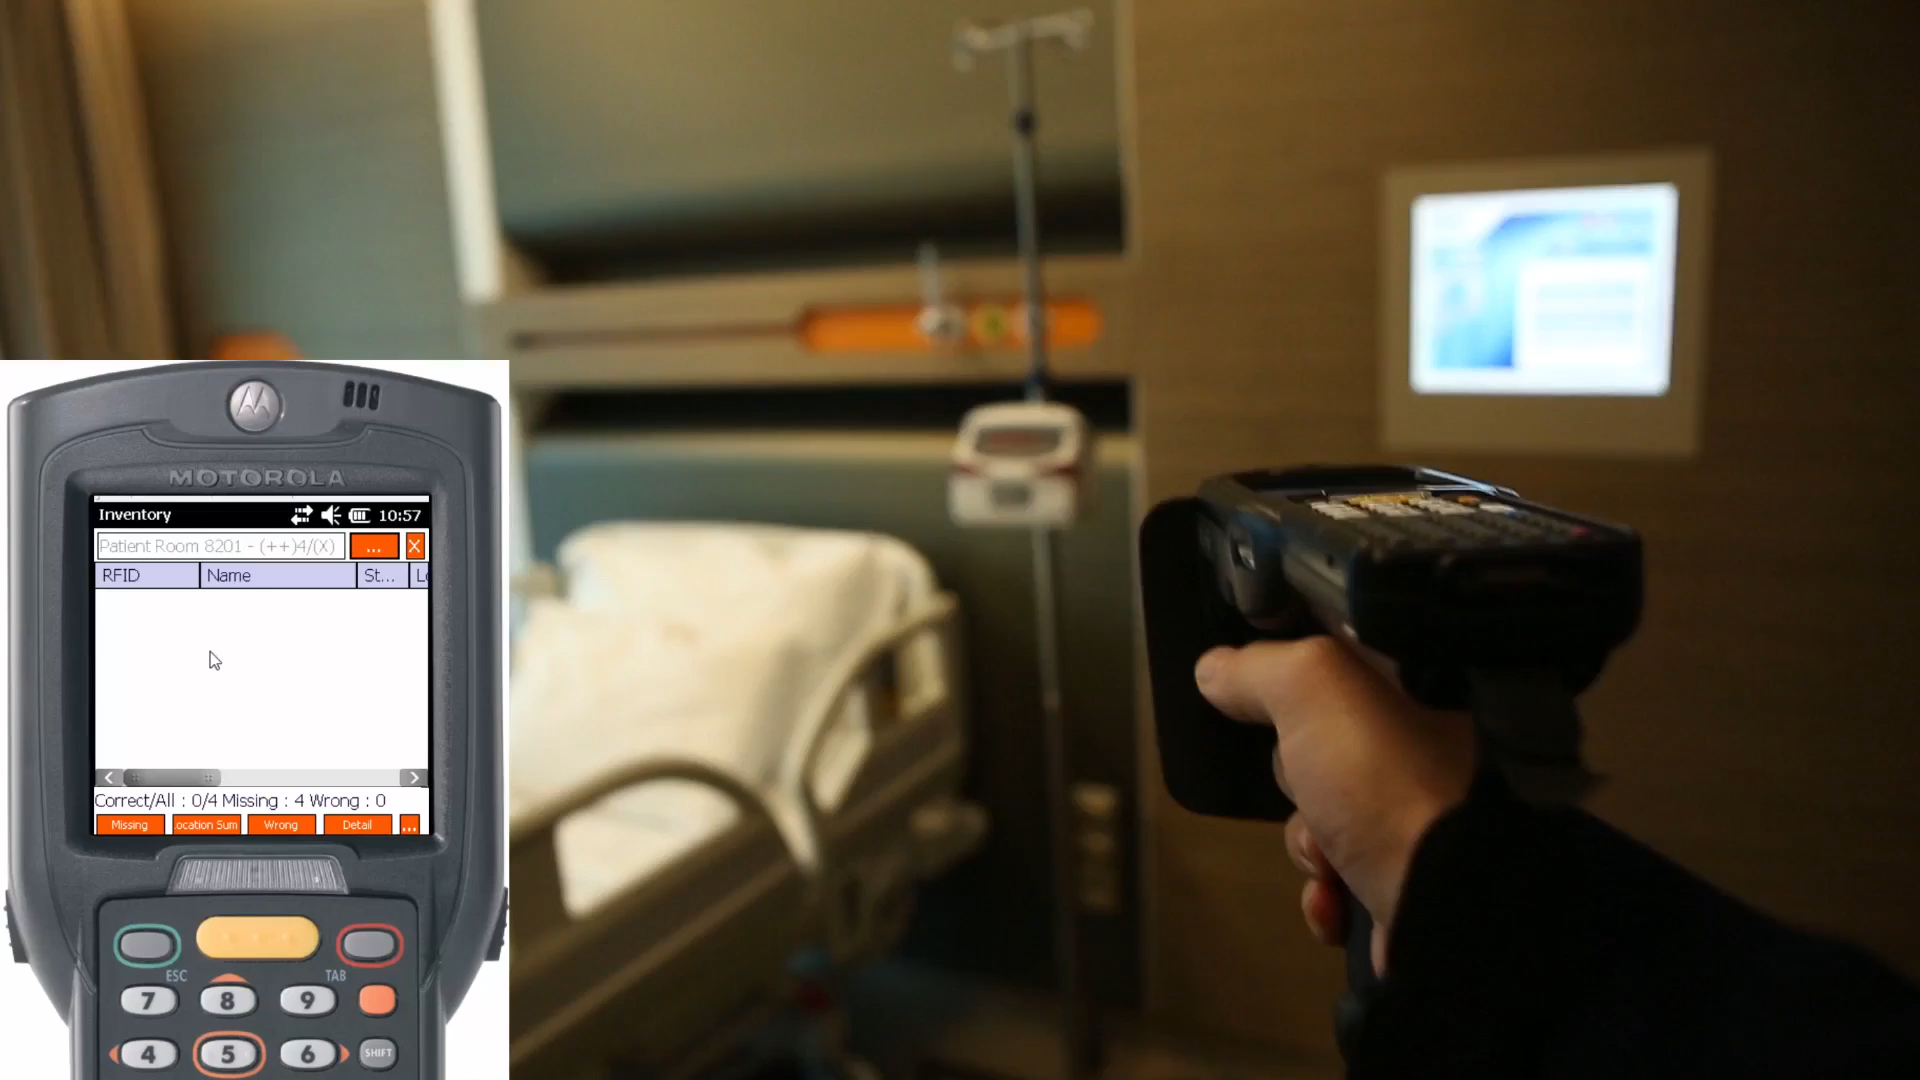 MOTOROLA
Inventory 10:57
Patient Room 8201 - (++)4/(X) ... X
RFID Name St... Lo
Correct/All : 0/4 Missing : 4 Wrong : 0
Missing ocation Sum Wrong Detail ...
ESC TAB
7 8 9
4 5 6 SHIFT